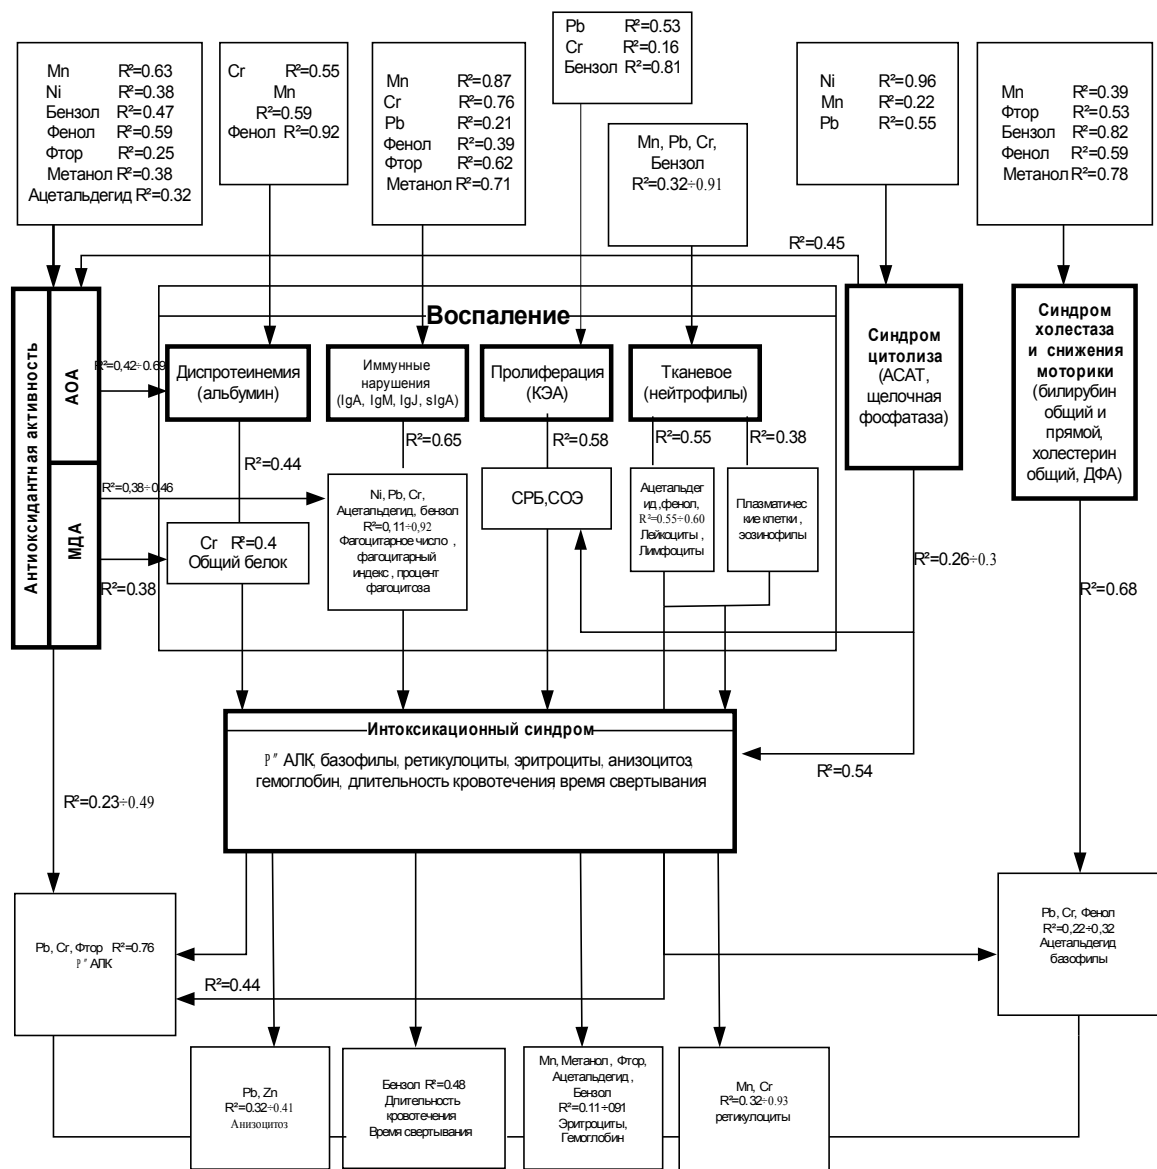 Pb R²=0.53
Cr R²=0.16
Бензол R²=0.81
Mn R²=0.63
Ni R²=0.38
Бензол R²=0.47
Фенол R²=0.59
Фтор R²=0.25
Метанол R²=0.38
Ацетальдегид R²=0.32
Cr R²=0.55
Mn
R²=0.59
Фенол R²=0.92
Mn R²=0.87
Cr R²=0.76
Pb R²=0.21
Фенол R²=0.39
Фтор R²=0.62
Метанол R²=0.71
Mn, Pb, Cr,
Бензол
R²=0.32÷0.91
Ni R²=0.96
Mn R²=0.22
Pb R²=0.55
Mn R²=0.39
Фтор R²=0.53
Бензол R²=0.82
Фенол R²=0.59
Метанол R²=0.78
R²=0.45
Антиоксидантная активность
АОА
МДА
Воспаление
R²=0,42÷0.69
Диспротеинемия
(альбумин)
Иммунные
нарушения
(IgA, IgM, IgJ, sIgA)
Пролиферация
(КЭА)
Тканевое
(нейтрофилы)
Синдром
цитолиза
(АСАТ,
щелочная
фосфатаза)
Синдром
холестаза
и снижения
моторики
(билирубин
общий и
прямой,
холестерин
общий, ДФА)
R²=0.44
R²=0.65
R²=0.58
R²=0.55
R²=0.38
R²=0,38÷0.46
Cr R²=0.4
Общий белок
Ni, Pb, Cr,
Ацетальдегид, бензол
R²=0,11÷0,92
Фагоцитарное число ,
фагоцитарный
индекс , процент
фагоцитоза
СРБ,СОЭ
Ацетальдег
ид,фенол,
R²=0.55÷0.60
Лейкоциты ,
Лимфоциты
Плазматичес
кие клетки ,
эозинофилы
R²=0.38
R²=0.26÷0.3
R²=0.68
Интоксикационный синдром
АЛК, базофилы, ретикулоциты, эритроциты, анизоцитоз,
гемоглобин, длительность кровотечения, время свертывания
R²=0.54
R²=0.23÷0.49
Pb, Cr, Фтор R²=0.76
АЛК
R²=0.44
Pb, Cr, Фенол
R²=0,22÷0,32
Ацетальдегид
базофилы
Pb, Zn
R²=0.32÷0.41
Анизоцитоз
Бензол R²=0.48
Длительность
кровотечения
Время свертывания
Mn, Метанол , Фтор,
Ацетальдегид ,
Бензол
R²=0.11÷091
Эритроциты,
Гемоглобин
Mn, Cr
R²=0.32÷0.93
ретикулоциты